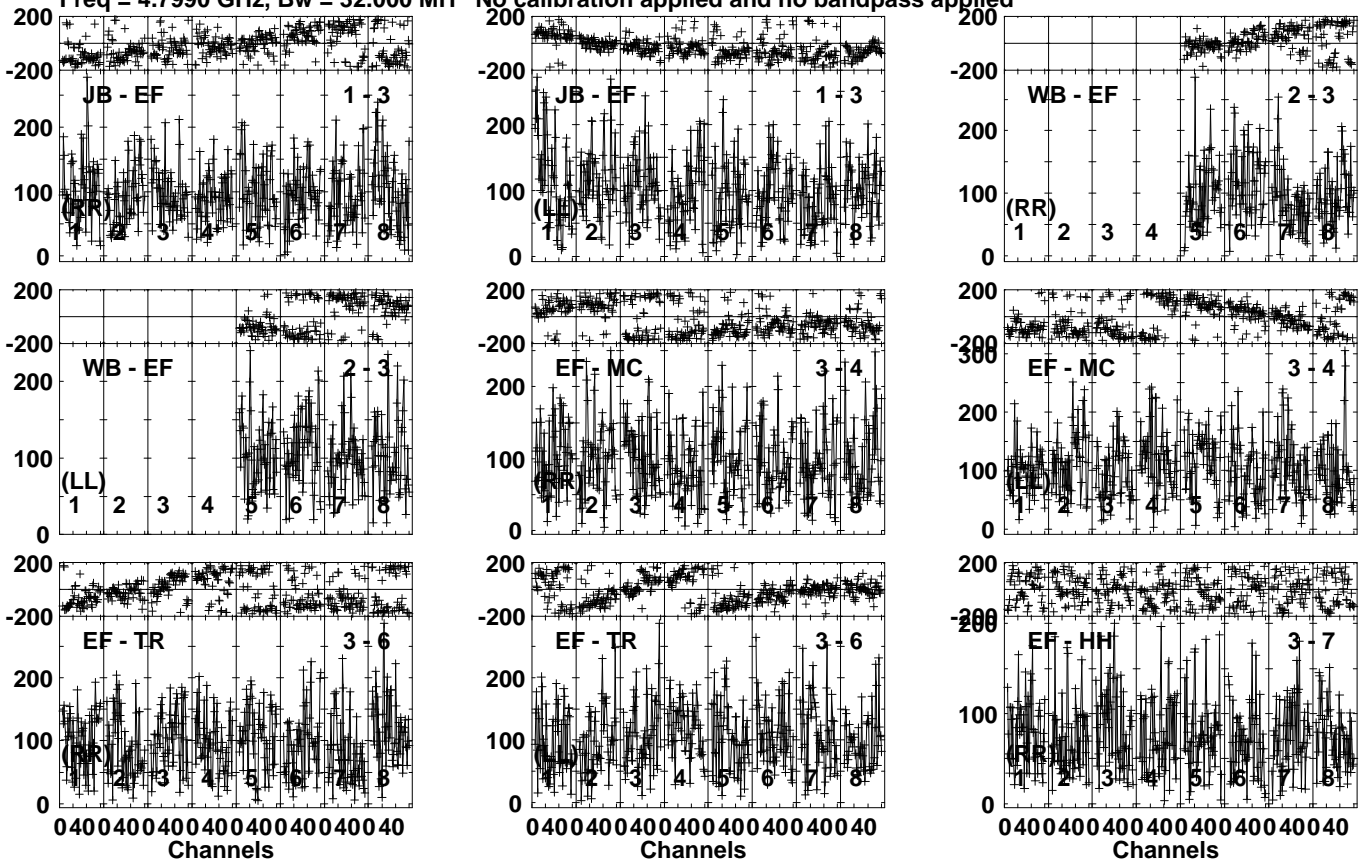 Freq = 4.7990 GHz, Bw = 32.000 MH No calibration applied and no bandpass applied
200 200 200
-200 -200 -200
JB - EF 1 - 3 JB - EF 1 - 3 WB - EF 2 - 3
200 200 200
100 100 100
(RR) (LL) (RR)
1 2 3 4 5 6 7 8 1 2 3 4 5 6 7 8 1 2 3 4 5 6 7 8
0 0 0
200 200 200
-200 -200 -200
300
WB - EF 2 - 3 EF - MC 3 - 4 EF - MC 3 - 4
200 200 200
100 100 100
(LL) (RR) (LL)
1 2 3 4 5 6 7 8 1 2 3 4 5 6 7 8 1 2 3 4 5 6 7 8
0 0 0
200 200 200
-200 -200 -200
200
EF - TR 3 - 6 EF - TR 3 - 6 EF - HH 3 - 7
200 200
100 100 100
(RR) (LL) (RR)
1 2 3 4 5 6 7 8 1 2 3 4 5 6 7 8 1 2 3 4 5 6 7 8
0 0 0
0 40 0 40 0 40 0 40 0 40 0 40 0 40 0 40 0 40 0 40 0 40 0 40 0 40 0 40 0 40 0 40 0 40 0 40 0 40 0 40 0 40 0 40 0 40 0 40
Channels Channels Channels